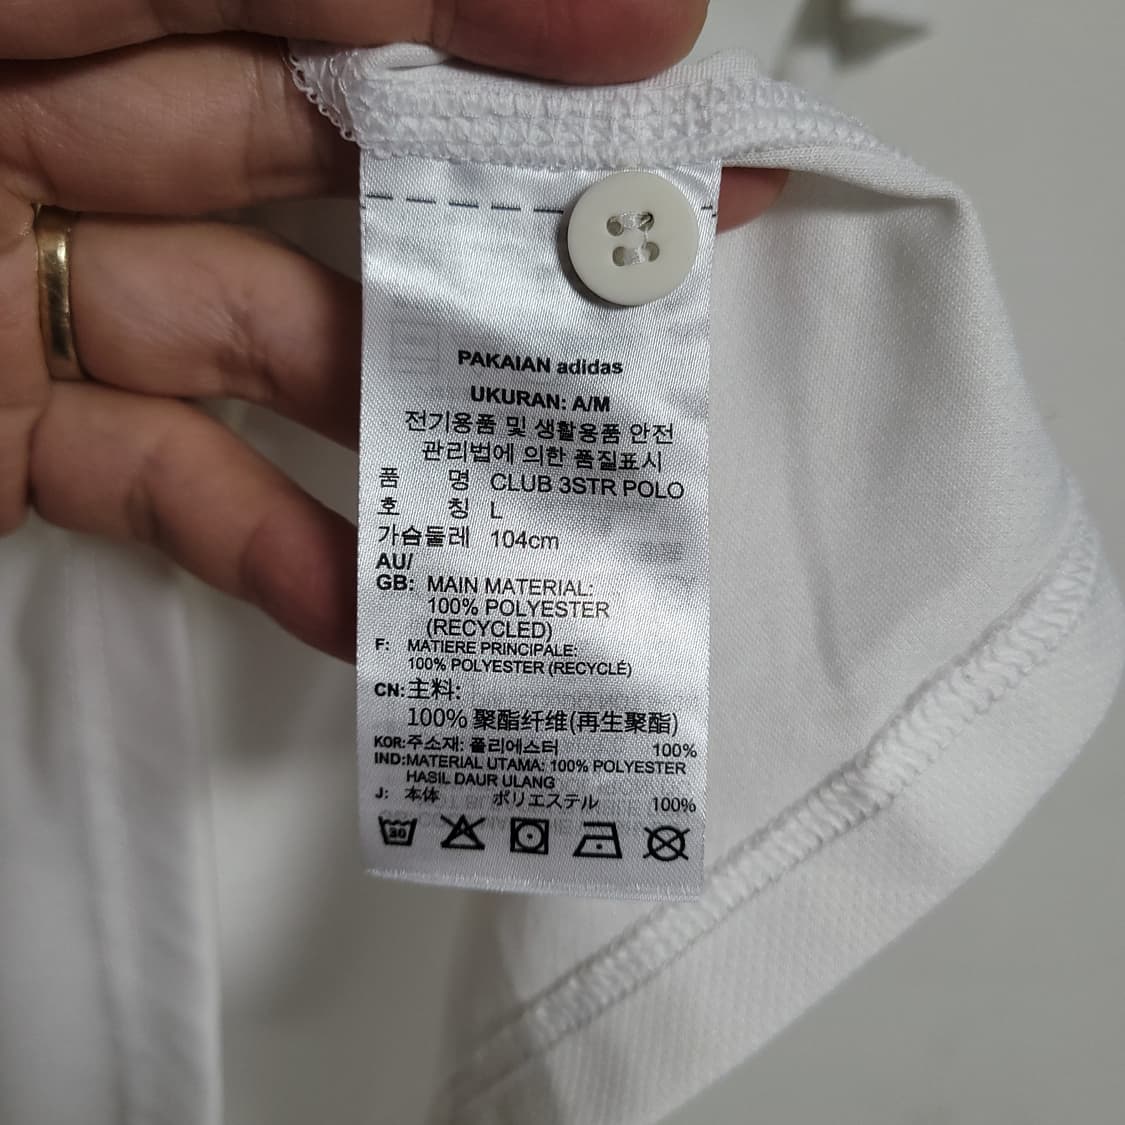 PAKAIAN adidas
UKURAN: A/M
전기용품 및 생활용품 안전
관리법에 의한 품질표시
품 명 CLUB 3STR POLO
호 칭 L
가슴둘레 104cm
AU/
GB: MAIN MATERIAL:
100% POLYESTER
(RECYCLED)
F: MATIERE PRINCIPALE:
100% POLYESTER (RECYCLÉ)
CN:主料:
100% 聚酯纤维(再生聚酯)
KOR:주소재: 폴리에스터 100%
IND:MATERIAL UTAMA: 100% POLYESTER
HASIL DAUR ULANG
J: 本体 ポリエステル 100%
30